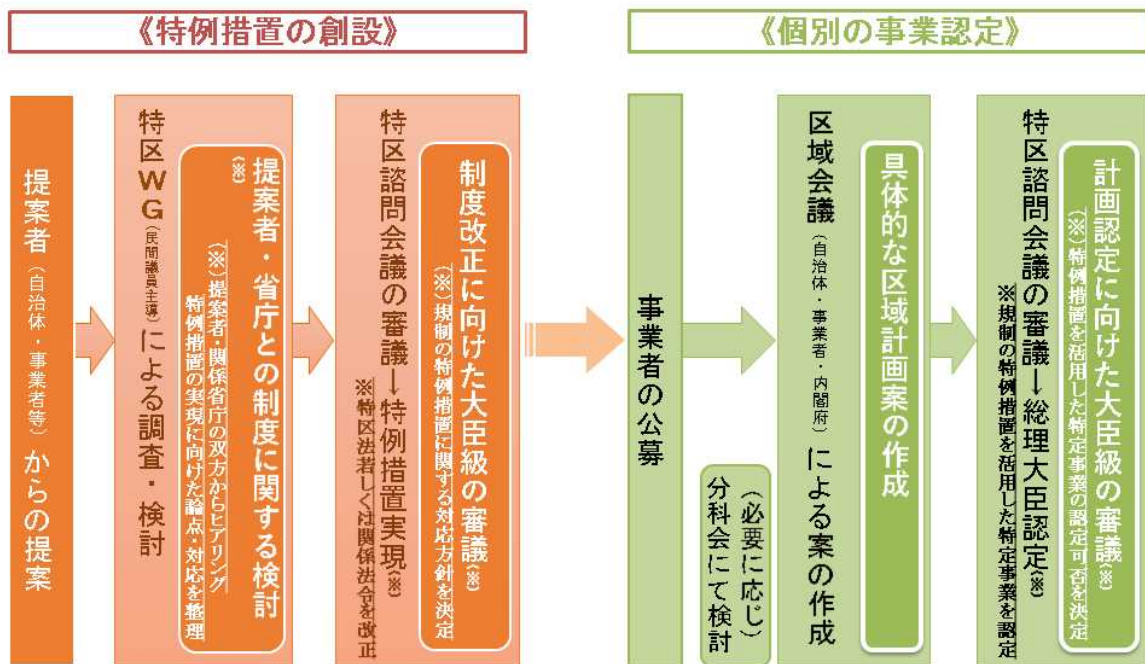 《特例措置の創設》
《個別の事業認定》
提案者（自治体・事業者等）からの提案
特区WG（民間議員主導）による調査・検討
提案者・省庁との制度に関する検討
（※）
（※）提案者・関係省庁の双方からヒアリング
特例措置の実現に向けた論点・対応を整理
特区諮問会議の審議→特例措置実現（※）
※特区法若しくは関係法令を改正
制度改正に向けた大臣級の審議（※）
（※）規制の特例措置に関する対応方針を決定
事業者の公募
（必要に応じ）
分科会にて検討
区域会議（自治体・事業者・内閣府）による案の作成
具体的な区域計画案の作成
特区諮問会議の審議→総理大臣認定（※）
※規制の特例措置を活用した特定事業を認定
計画認定に向けた大臣級の審議（※）
（※）特例措置を活用した特定事業の認定可否を決定